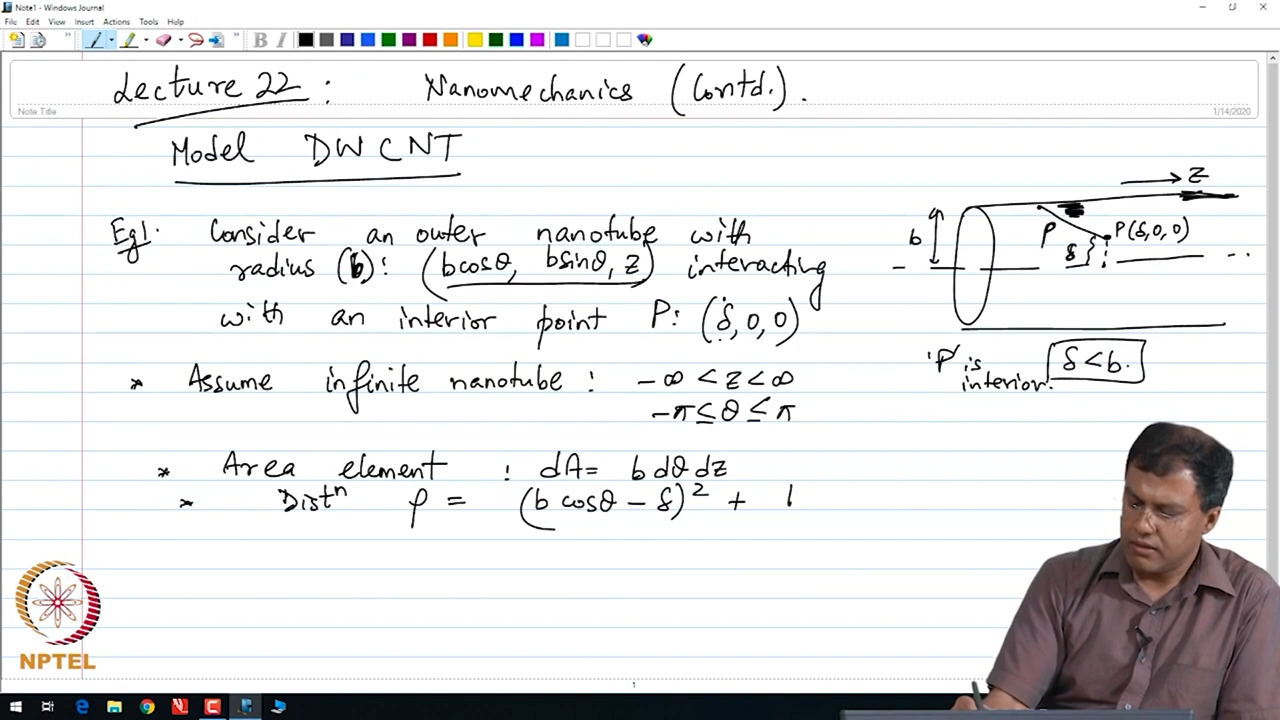 Note1 - Windows Journal
File Edit View Insert Actions Tools Help
B I
Lecture 22 : Nanomechanics (Contd.).
Note Title
1/14/2020
Model DWCNT
Eg1. Consider an outer nanotube with
radius (b): (bcosθ, bsinθ, z) interacting
with an interior point P: (δ, 0, 0)
* Assume infinite nanotube : -∞ < z < ∞
-π ≤ θ ≤ π
* Area element : dA = b dθ dz
* Distⁿ ρ = (b cosθ - δ)² +
z
b
ρ
P(δ,0,0)
δ
'P' is
interior.
δ < b.
NPTEL
1